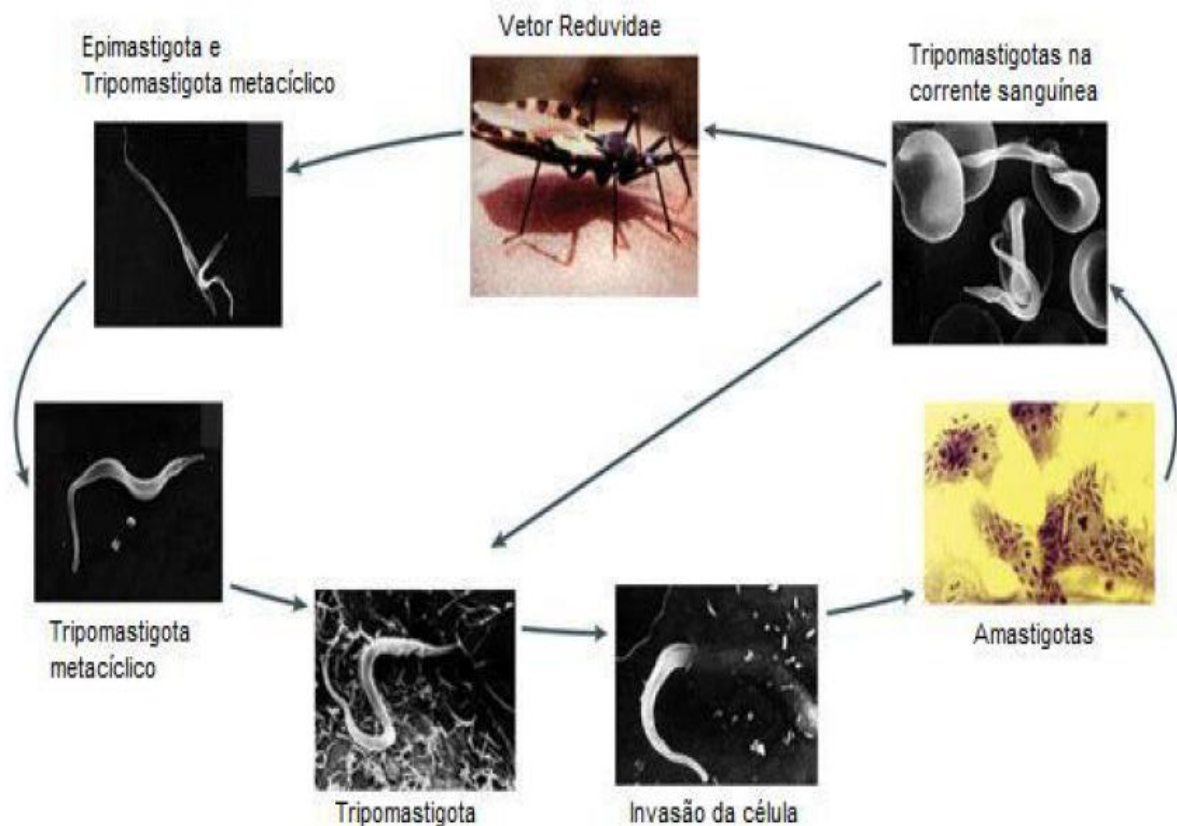 Vetor Reduvidae
Epimastigota e
Tripomastigota metacíclico
Tripomastigotas na
corrente sanguínea
Tripomastigota
metacíclico
Amastigotas
Tripomastigota
Invasão da célula